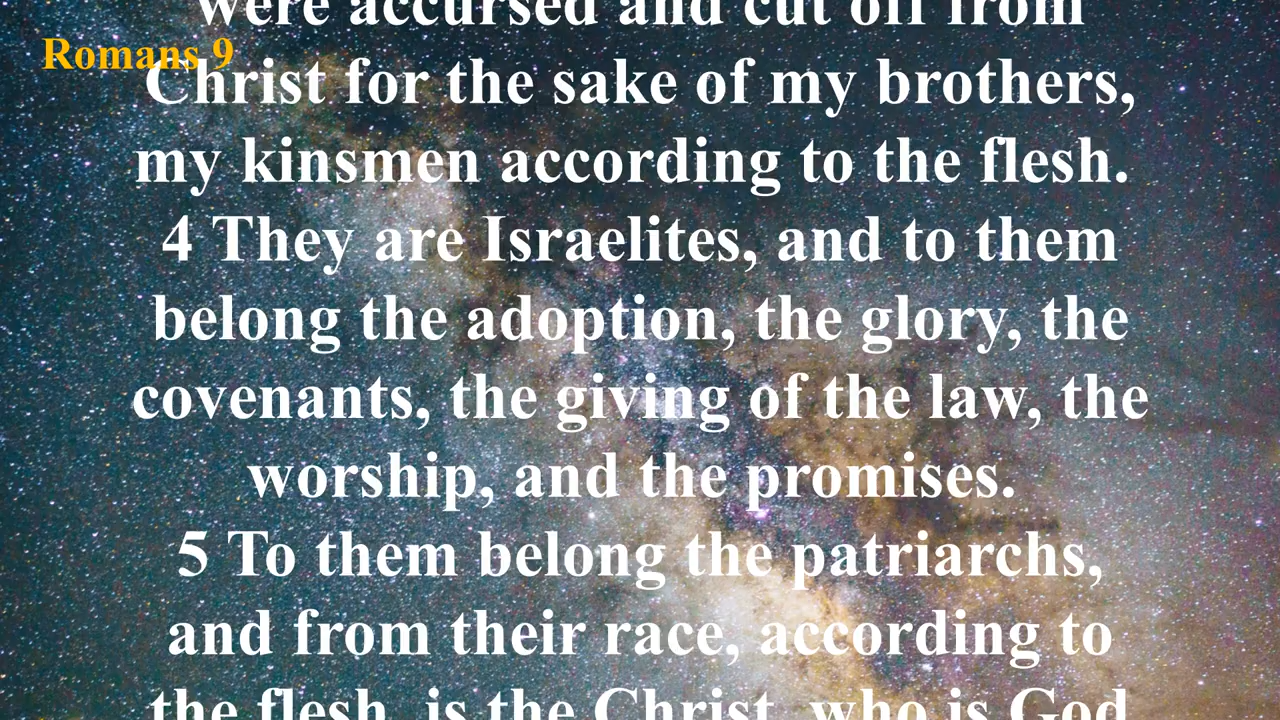 were accursed and cut off from
Romans 9
Christ for the sake of my brothers,
my kinsmen according to the flesh.
4 They are Israelites, and to them
belong the adoption, the glory, the
covenants, the giving of the law, the
worship, and the promises.
5 To them belong the patriarchs,
and from their race, according to
the flesh, is the Christ, who is God